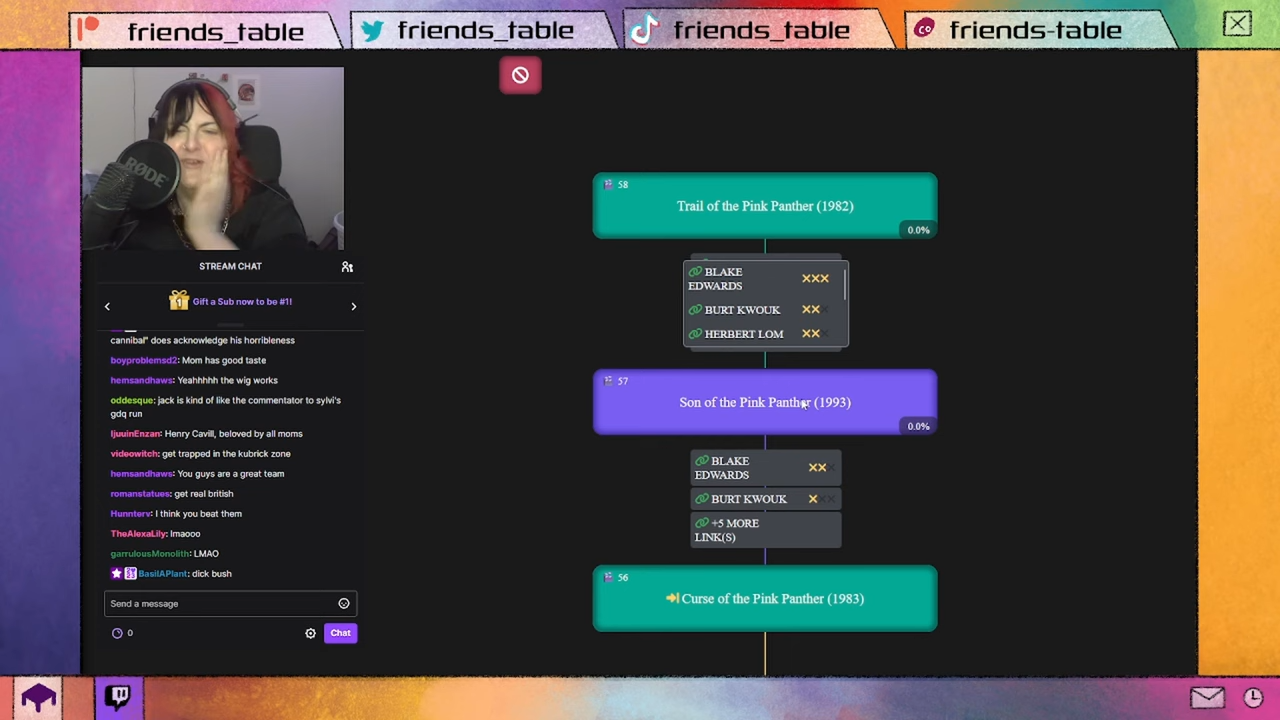 friends_table
friends_table
friends_table
co
friends-table
RØDE
STREAM CHAT
1
Gift a Sub now to be #1!
cannibal" does acknowledge his horribleness
boyproblemsd2: Mom has good taste
hemsandhaws: Yeahhhhh the wig works
oddesque: jack is kind of like the commentator to sylvi's
gdq run
IjuuinEnzan: Henry Cavill, beloved by all moms
videowitch: get trapped in the kubrick zone
hemsandhaws: You guys are a great team
romanstatues: get real british
Hunnterv: I think you beat them
TheAlexaLily: lmaooo
garrulousMonolith: LMAO
BasilAPlant: dick bush
Send a message
0
Chat
58
Trail of the Pink Panther (1982)
0.0%
BLAKE
EDWARDS
BURT KWOUK
HERBERT LOM
57
Son of the Pink Panther (1993)
0.0%
BLAKE
EDWARDS
BURT KWOUK
+5 MORE
LINK(S)
56
Curse of the Pink Panther (1983)